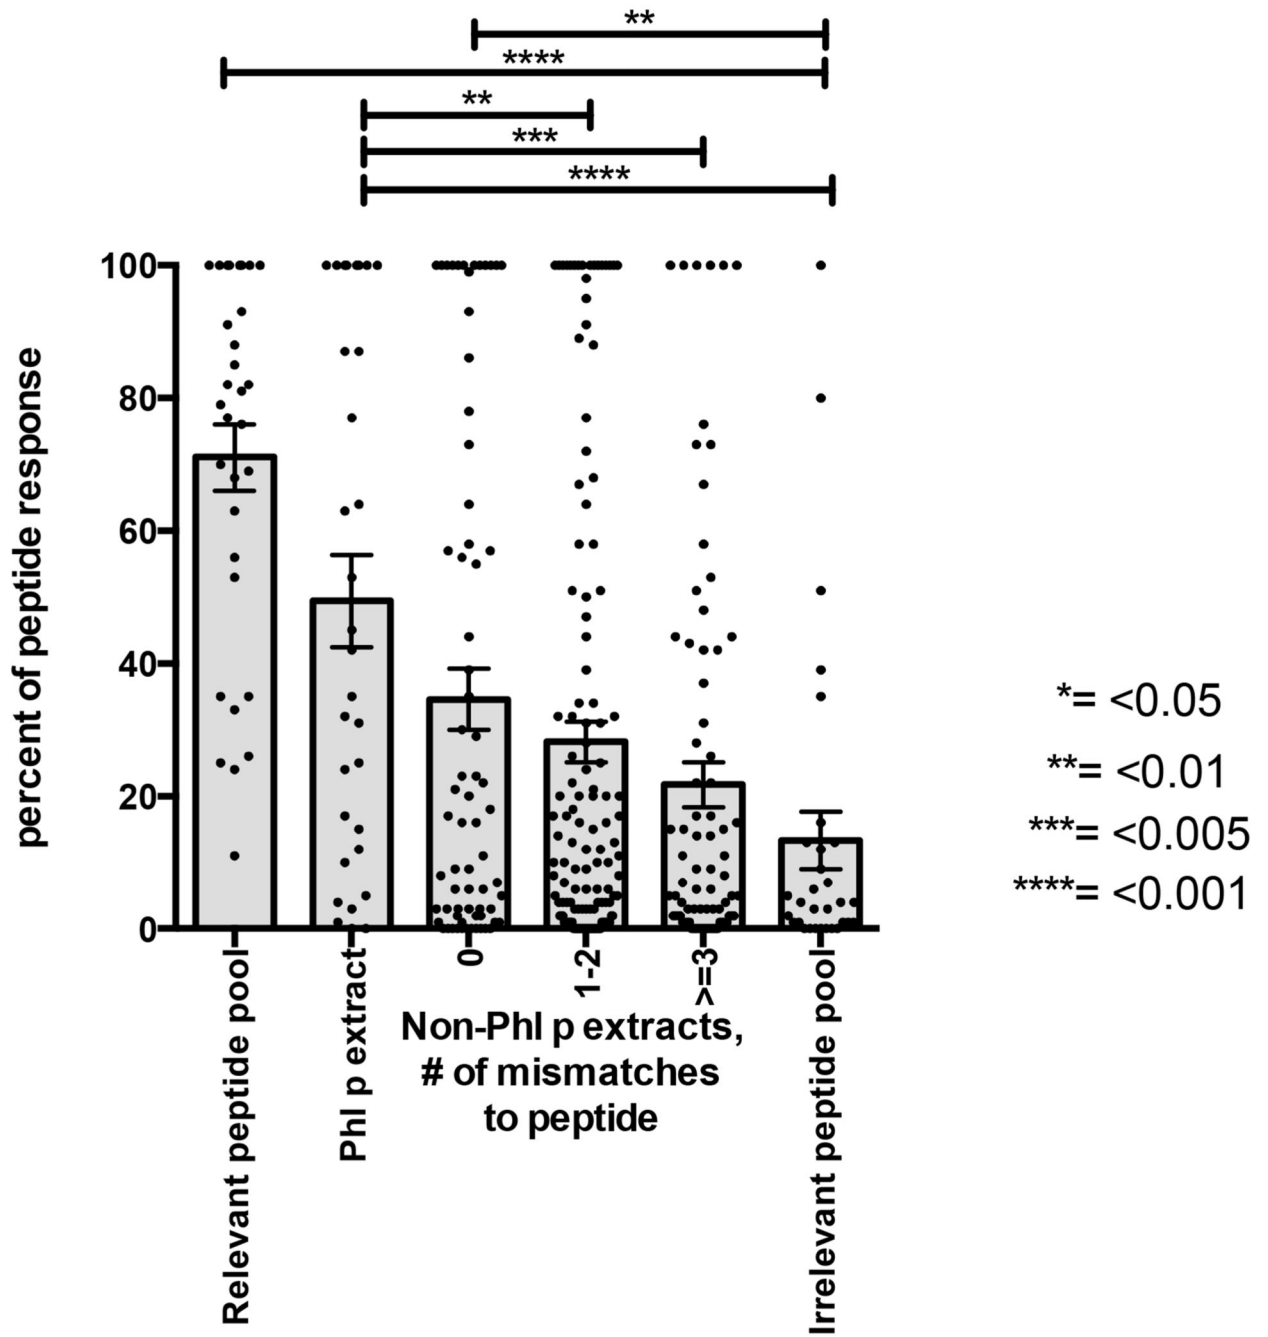 **
****
**
***
****
percent of peptide response
100
80
60
40
20
0
Relevant peptide pool
Phl p extract
0
1-2
>=3
Non-Phl p extracts,
# of mismatches
to peptide
Irrelevant peptide pool
*= <0.05
**= <0.01
***= <0.005
****= <0.001